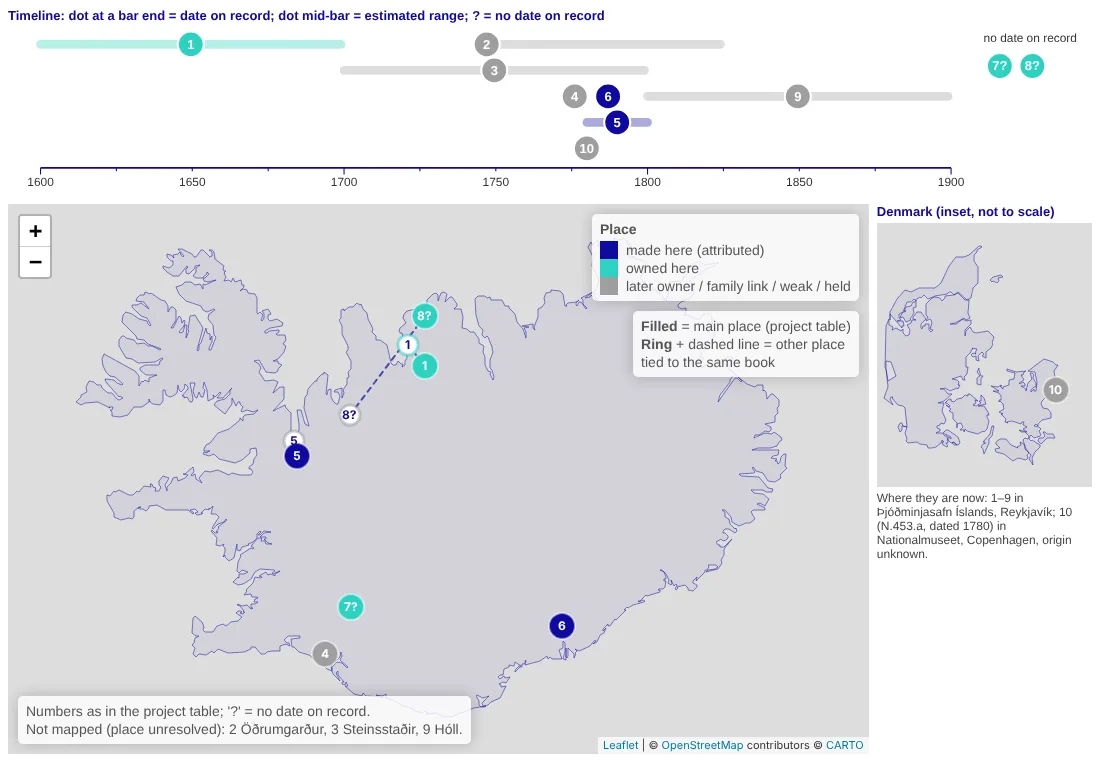 Timeline: dot at a bar end = date on record; dot mid-bar = estimated range; ? = no date on record
no date on record
1
2
7?
8?
3
4
6
9
5
10
1600
1650
1700
1750
1800
1850
1900
+
−
Place
made here (attributed)
owned here
later owner / family link / weak / held
Filled = main place (project table)
Ring + dashed line = other place
tied to the same book
8?
1
1
8?
5
5
7?
6
4
Numbers as in the project table; '?' = no date on record.
Not mapped (place unresolved): 2 Öðrumgarður, 3 Steinsstaðir, 9 Hóll.
Leaflet | © OpenStreetMap contributors © CARTO
Denmark (inset, not to scale)
10
Where they are now: 1–9 in
Þjóðminjasafn Íslands, Reykjavík; 10
(N.453.a, dated 1780) in
Nationalmuseet, Copenhagen, origin
unknown.